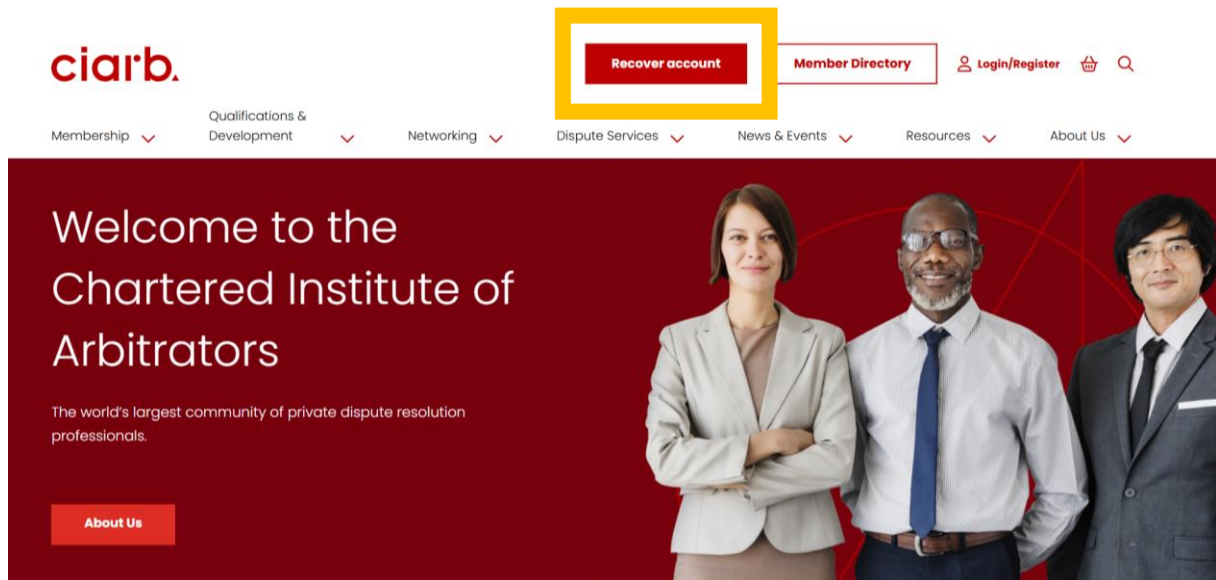 ciarb.
Recover account
Member Directory
Login/Register
Membership
Qualifications &
Development
Networking
Dispute Services
News & Events
Resources
About Us
Welcome to the
Chartered Institute of
Arbitrators
The world's largest community of private dispute resolution
professionals.
About Us